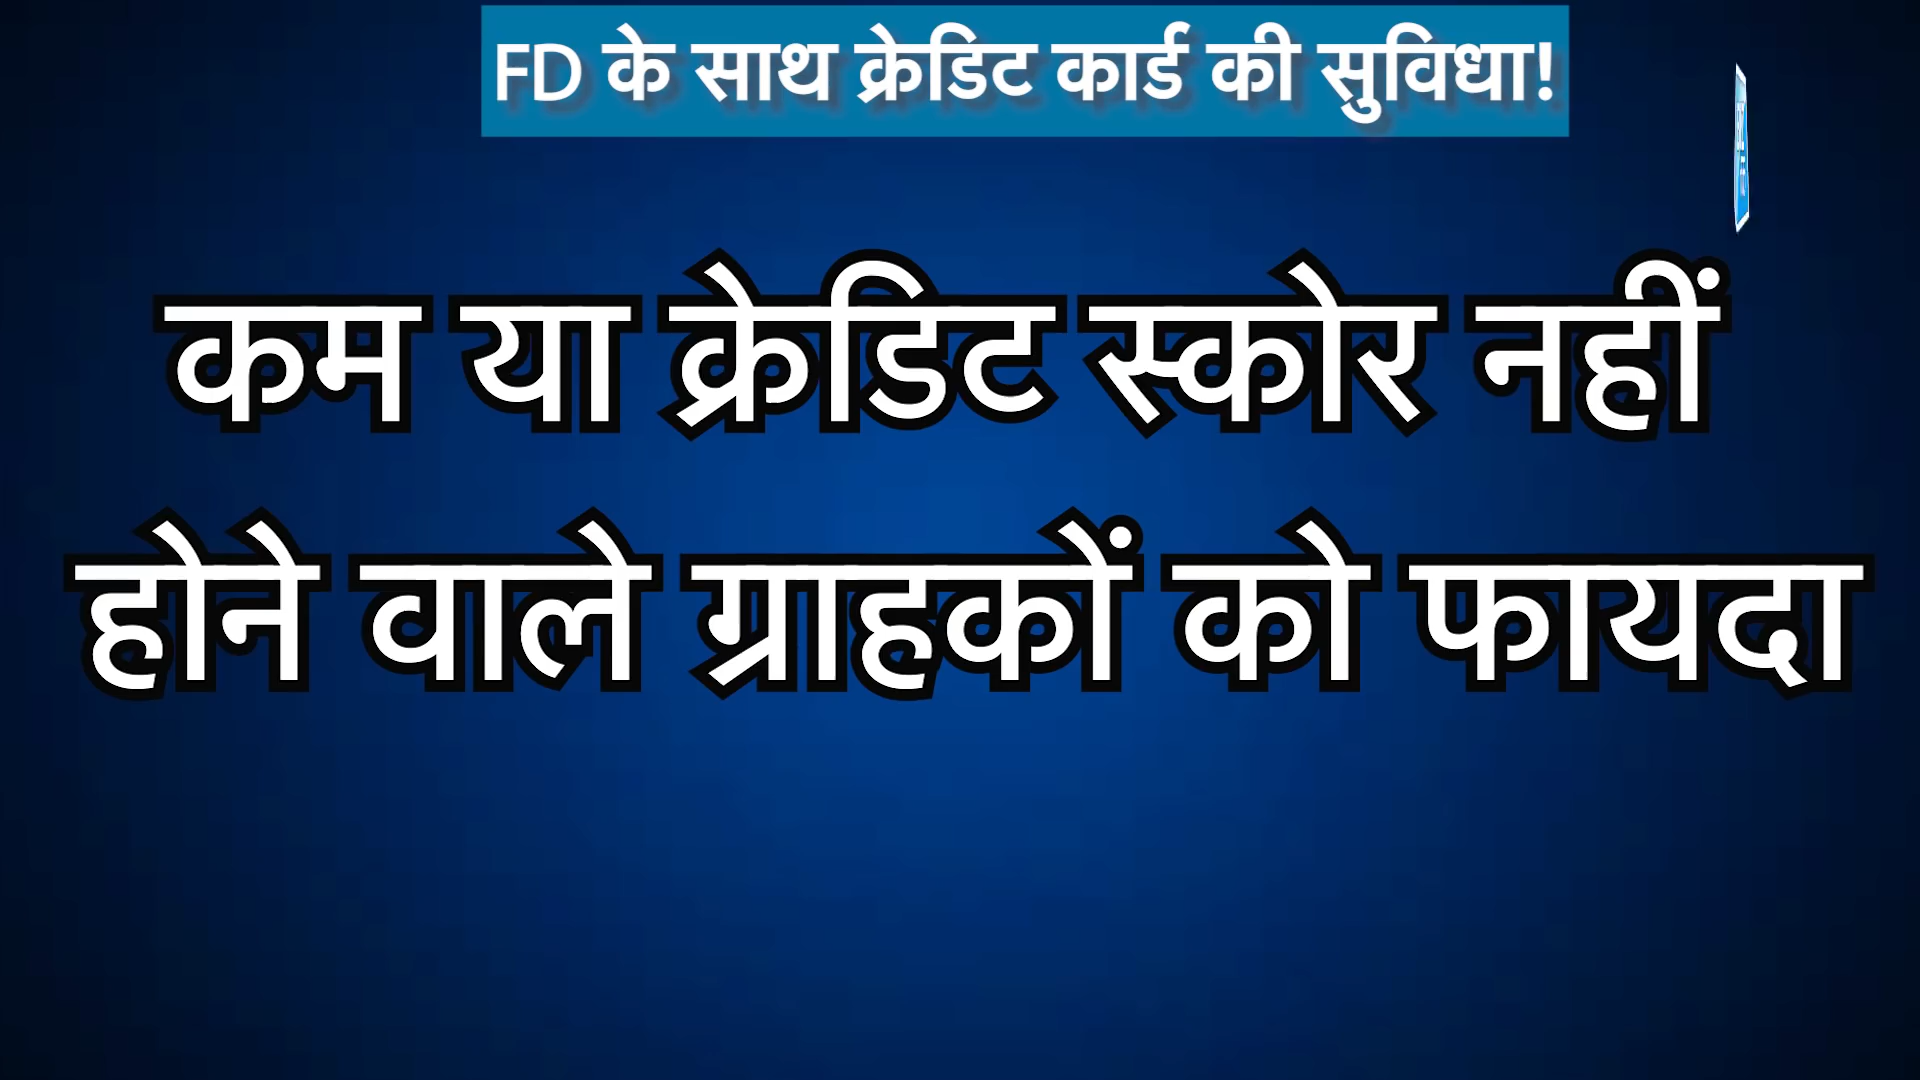 FD के साथ क्रेडिट कार्ड की सुविधा!
कम या क्रेडिट स्कोर नहीं
होने वाले ग्राहकों को फायदा